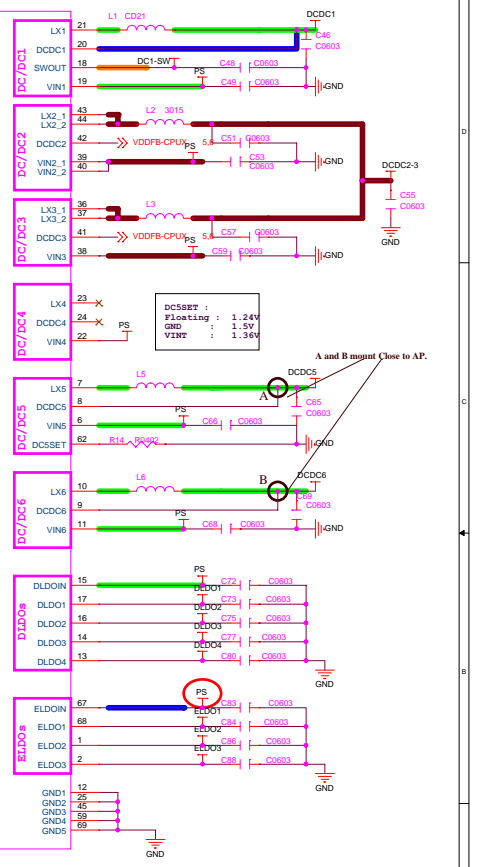 L1 CD21 DCDC1
21
LX1
C46
20
DCDC1
C0603
18 DC1-SW
SWOUT C48 C0603
PS
19
VIN1 C49 C0603 GND
DC/DC1
43
LX2_1 L2 3015
44
LX2_2
42 C51 C0603
DCDC2 VDDFB-CPUX 5,6
PS
39 C53
VIN2_1 C0603 GND
40
VIN2_2
DC/DC2
D
DCDC2-3
C55
C0603
GND
36
LX3_1 L3
37
LX3_2
41 C57 C0603
DCDC3 VDDFB-CPUX 5,6
PS
38
VIN3 C59 C0603 GND
DC/DC3
23
LX4
24
DCDC4 PS
22
VIN4
DC/DC4
DC5SET :
Floating : 1.24V
GND : 1.5V
VINT : 1.36V
A and B mount Close to AP.
L5 DCDC5
7
LX5
A
8 C65
DCDC5 C0603
PS
6
VIN5 C66 C0603
62
DC5SET R14 R0402 GND
DC/DC5
C
L6 B DCDC6
10
LX6
C69
9
DCDC6 C0603
PS
11
VIN6 C68 C0603 GND
DC/DC6
PS
15 C72 C0603
DLDOIN DLDO1
17 C73 C0603
DLDO1 DLDO2
16 C75 C0603
DLDO2 DLDO3
14 C77 C0603
DLDO3 DLDO4
13 C80 C0603
DLDO4
GND
DLDOs
B
PS
67 C83 C0603
ELDOIN ELDO1
68 C84 C0603
ELDO1 ELDO2
1 C86 C0603
ELDO2 ELDO3
2 C88 C0603
ELDO3
GND
ELDOs
12
GND1
25
GND2
45
GND3
59
GND4
69
GND5
GND